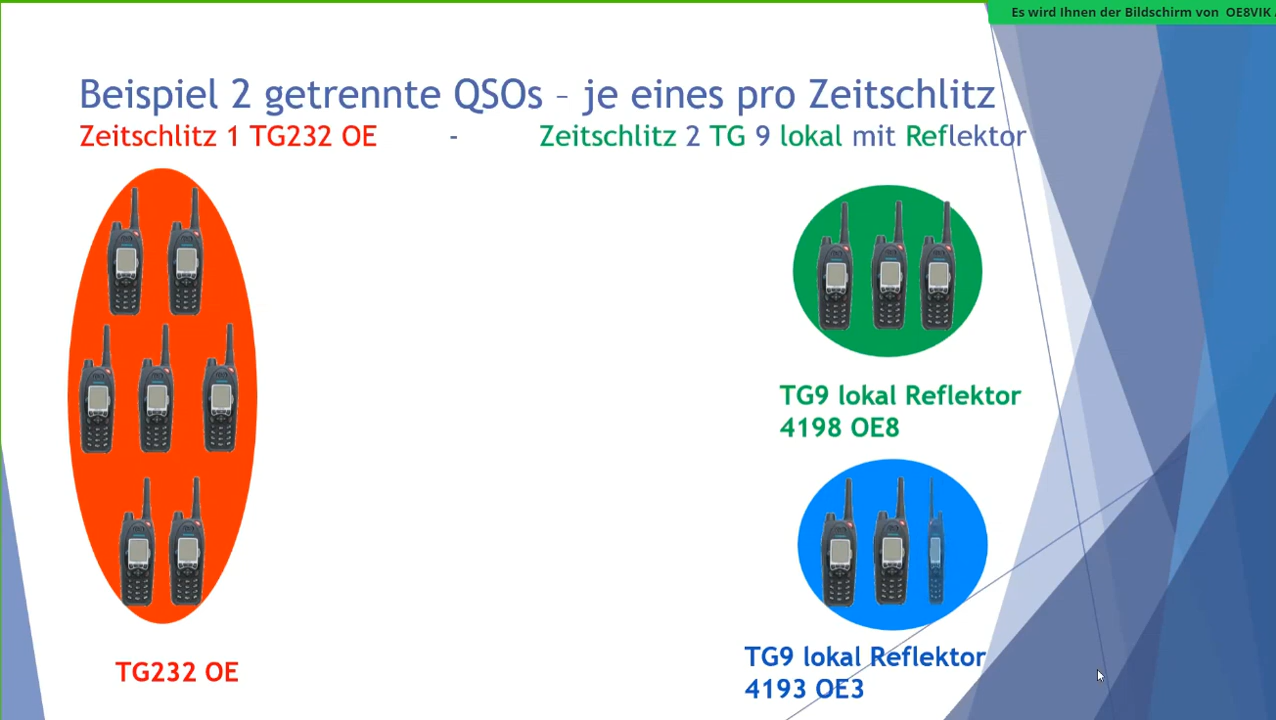 Es wird Ihnen der Bildschirm von OE8VIK
Beispiel 2 getrennte QSOs – je eines pro Zeitschlitz
Zeitschlitz 1 TG232 OE - Zeitschlitz 2 TG 9 lokal mit Reflektor
TG9 lokal Reflektor
4198 OE8
TG9 lokal Reflektor
4193 OE3
TG232 OE